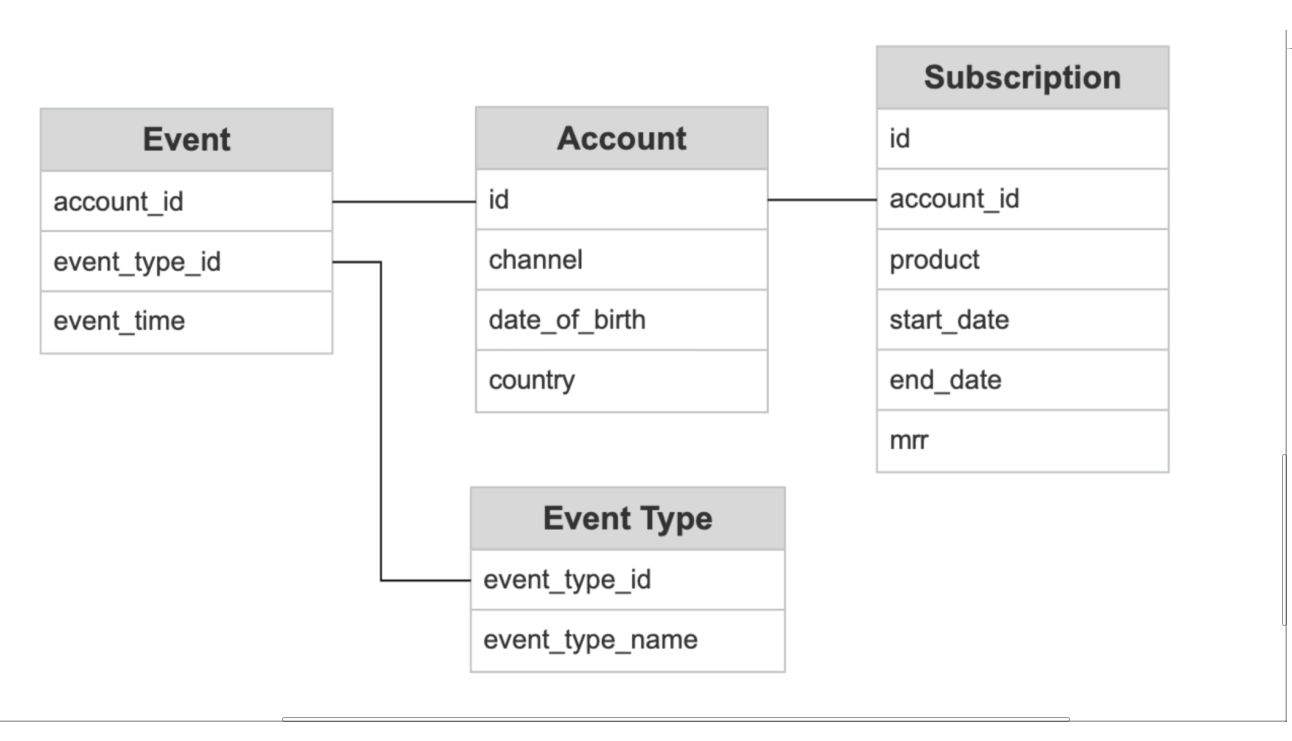 Event
account_id
event_type_id
event_time
Account
id
channel
date_of_birth
country
Subscription
id
account_id
product
start_date
end_date
mrr
Event Type
event_type_id
event_type_name